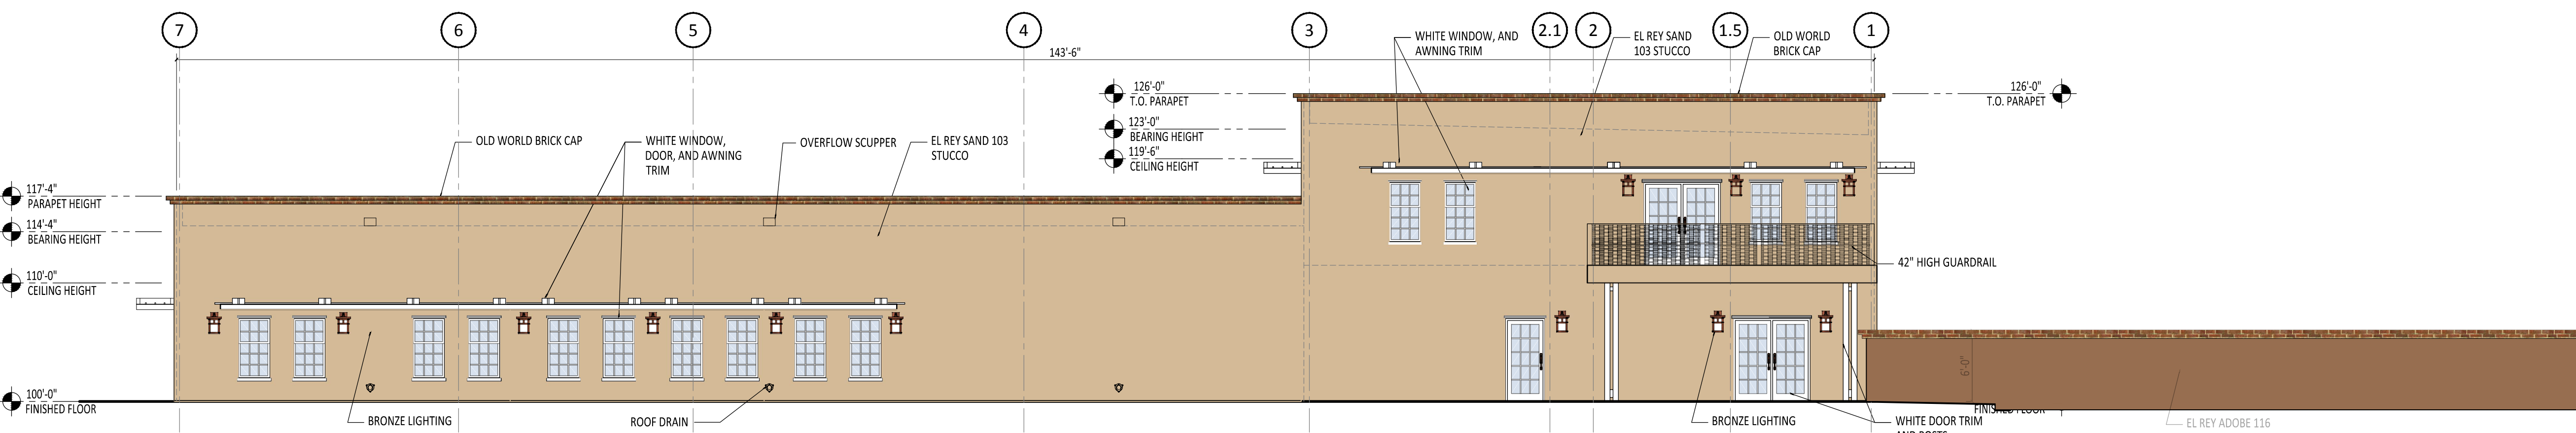 7
6
5
4
3
2.1
2
1.5
1
143'-6"
WHITE WINDOW, AND
AWNING TRIM
EL REY SAND
103 STUCCO
OLD WORLD
BRICK CAP
126'-0"
T.O. PARAPET
123'-0"
BEARING HEIGHT
119'-6"
CEILING HEIGHT
126'-0"
T.O. PARAPET
OLD WORLD BRICK CAP
WHITE WINDOW,
DOOR, AND AWNING
TRIM
OVERFLOW SCUPPER
EL REY SAND 103
STUCCO
117'-4"
PARAPET HEIGHT
114'-4"
BEARING HEIGHT
110'-0"
CEILING HEIGHT
100'-0"
FINISHED FLOOR
42" HIGH GUARDRAIL
6'-0"
BRONZE LIGHTING
ROOF DRAIN
BRONZE LIGHTING
WHITE DOOR TRIM
AND POSTS
FINISHED FLOOR
EL REY ADOBE 116